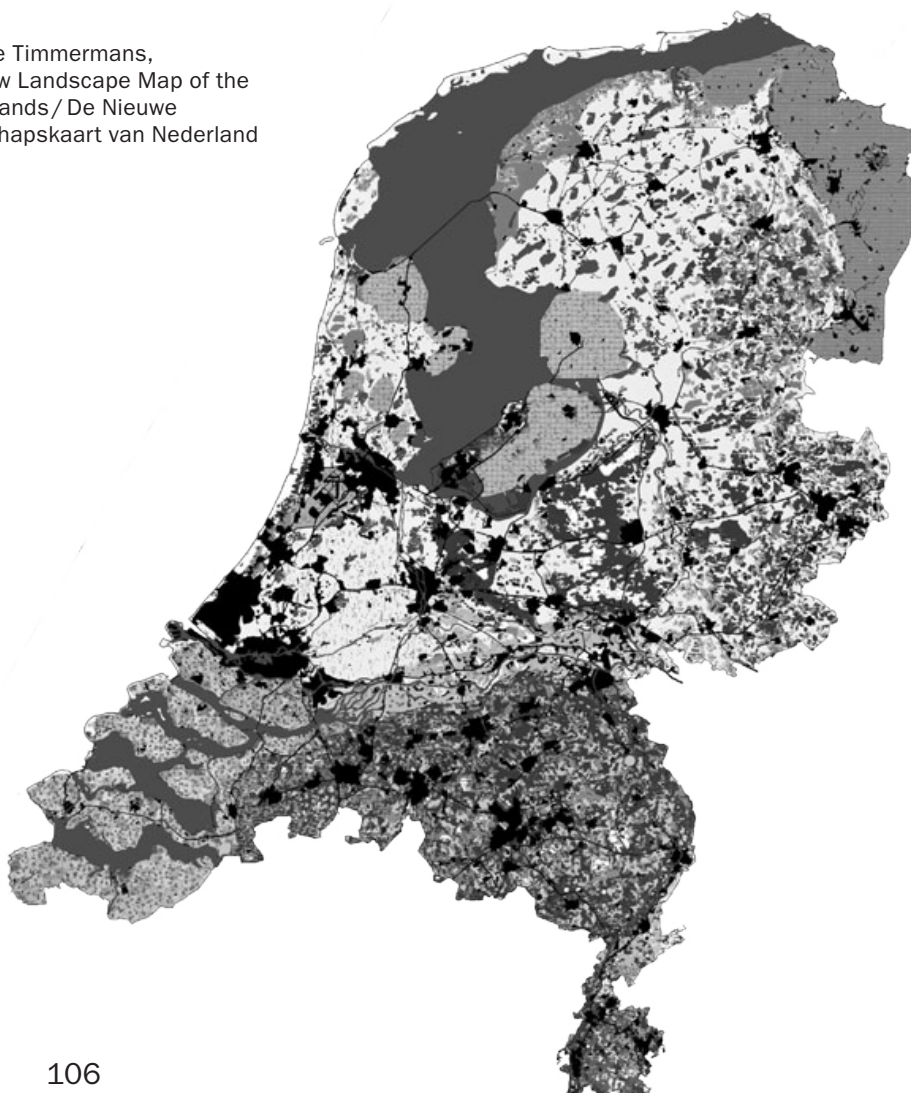 e Timmermans,
w Landscape Map of the
ands / De Nieuwe
hapskaart van Nederland
106